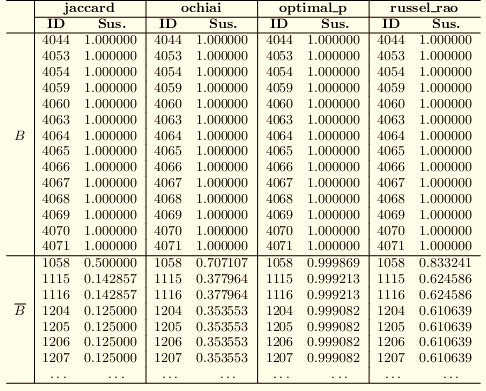 jaccard ochiai optimal_p russel_rao
ID Sus. ID Sus. ID Sus. ID Sus.
4044 1.000000 4044 1.000000 4044 1.000000 4044 1.000000
4053 1.000000 4053 1.000000 4053 1.000000 4053 1.000000
4054 1.000000 4054 1.000000 4054 1.000000 4054 1.000000
4059 1.000000 4059 1.000000 4059 1.000000 4059 1.000000
4060 1.000000 4060 1.000000 4060 1.000000 4060 1.000000
4063 1.000000 4063 1.000000 4063 1.000000 4063 1.000000
B 4064 1.000000 4064 1.000000 4064 1.000000 4064 1.000000
4065 1.000000 4065 1.000000 4065 1.000000 4065 1.000000
4066 1.000000 4066 1.000000 4066 1.000000 4066 1.000000
4067 1.000000 4067 1.000000 4067 1.000000 4067 1.000000
4068 1.000000 4068 1.000000 4068 1.000000 4068 1.000000
4069 1.000000 4069 1.000000 4069 1.000000 4069 1.000000
4070 1.000000 4070 1.000000 4070 1.000000 4070 1.000000
4071 1.000000 4071 1.000000 4071 1.000000 4071 1.000000
1058 0.500000 1058 0.707107 1058 0.999869 1058 0.833241
1115 0.142857 1115 0.377964 1115 0.999213 1115 0.624586
1116 0.142857 1116 0.377964 1116 0.999213 1116 0.624586
B̅ 1204 0.125000 1204 0.353553 1204 0.999082 1204 0.610639
1205 0.125000 1205 0.353553 1205 0.999082 1205 0.610639
1206 0.125000 1206 0.353553 1206 0.999082 1206 0.610639
1207 0.125000 1207 0.353553 1207 0.999082 1207 0.610639
... ... ... ... ... ... ... ...